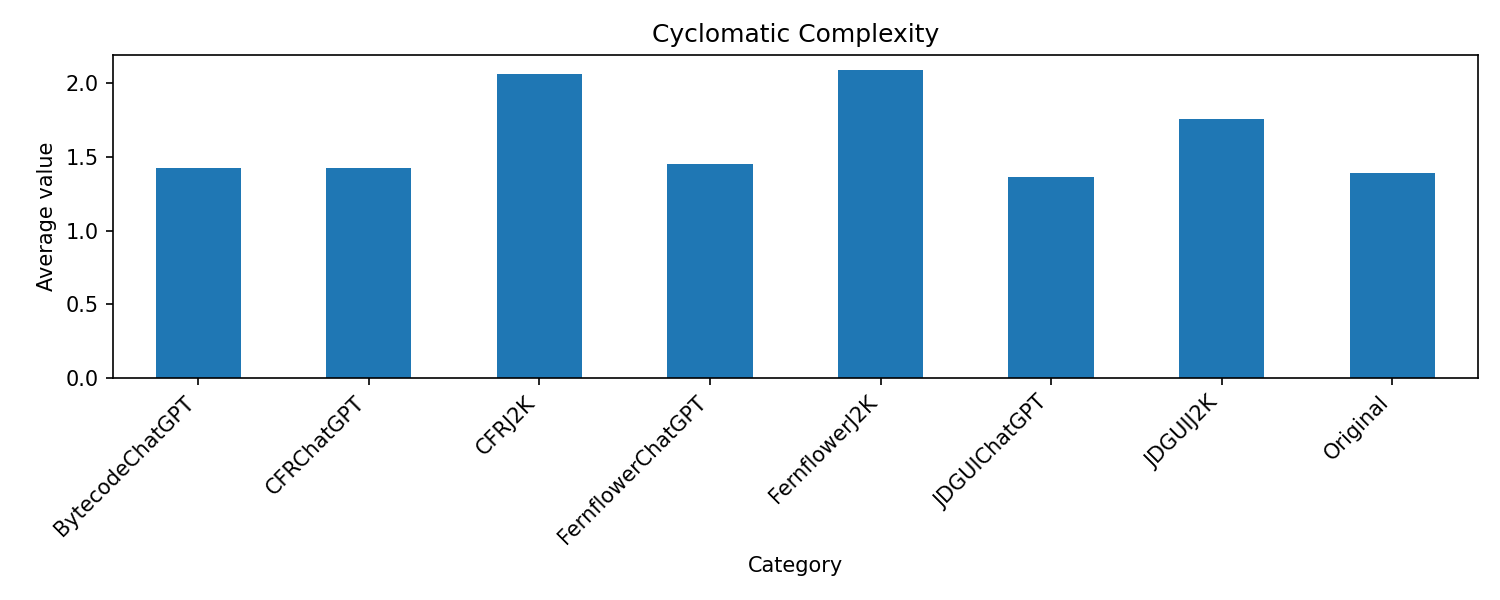 Cyclomatic Complexity
Average value
2.0
1.5
1.0
0.5
0.0
BytecodeChatGPT
CFRChatGPT
CFRJ2K
FernflowerChatGPT
FernflowerJ2K
JDGUIChatGPT
JDGUIJ2K
Original
Category